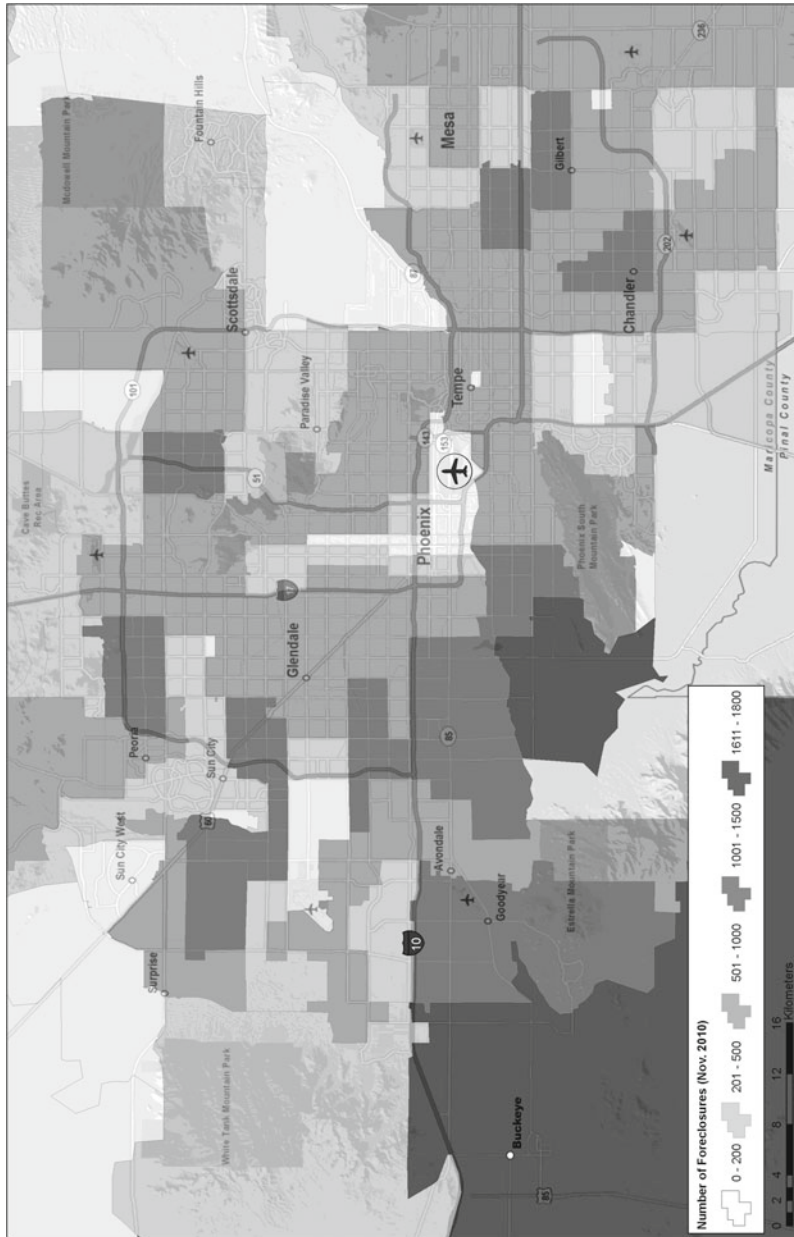 Mcdowell Mountain Park
Fountain Hills
Scottsdale
101
Cave Buttes
Rec Area
51
Paradise Valley
Mesa
Gilbert
202
Chandler
Tempe
143
153
Phoenix
Phoenix South
Mountain Park
Maricopa County
Pinal County
17
Glendale
Peoria
Sun City
Sun City West
60
Surprise
White Tank Mountain Park
85
Avondale
Goodyear
Estrella Mountain Park
10
Buckeye
85
Number of Foreclosures (Nov. 2010)
0 - 200
201 - 500
501 - 1000
1001 - 1500
1611 - 1800
0 2 4 8 12 16
Kilometers